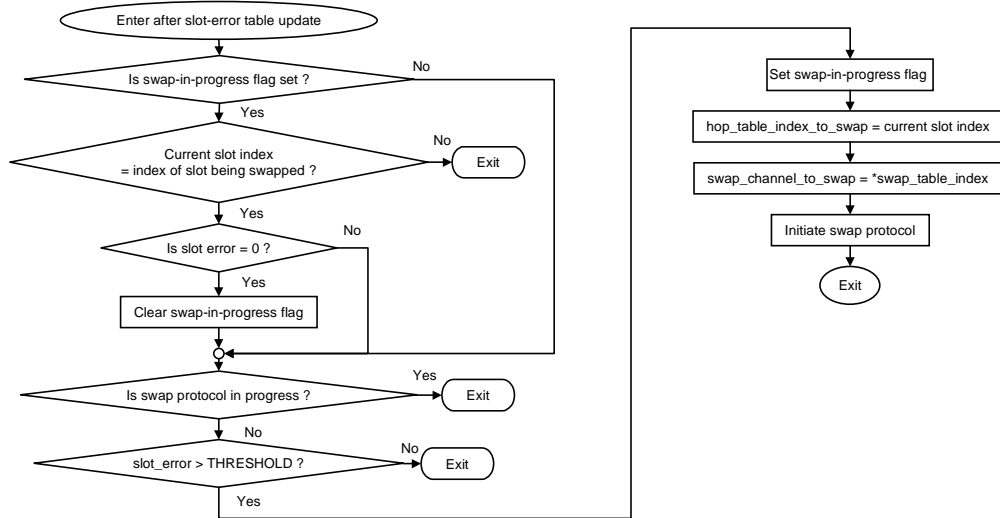 Enter after slot-error table update
Is swap-in-progress flag set ?
No
Yes
Current slot index
= index of slot being swapped ?
No
Exit
Yes
Is slot error = 0 ?
No
Yes
Clear swap-in-progress flag
Is swap protocol in progress ?
Yes
Exit
No
slot_error > THRESHOLD ?
No
Exit
Yes
Set swap-in-progress flag
hop_table_index_to_swap = current slot index
swap_channel_to_swap = *swap_table_index
Initiate swap protocol
Exit